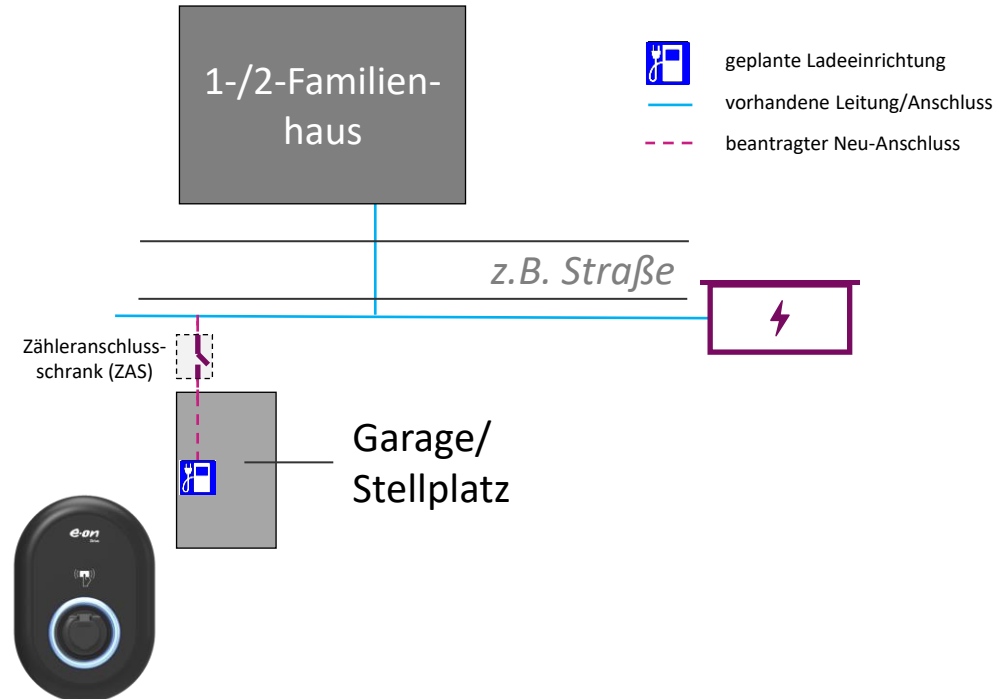 1-/2-Familien-
haus
geplante Ladeeinrichtung
vorhandene Leitung/Anschluss
beantragter Neu-Anschluss
z.B. Straße
Zähleranschluss-
schrank (ZAS)
Garage/
Stellplatz
e·on
Drive